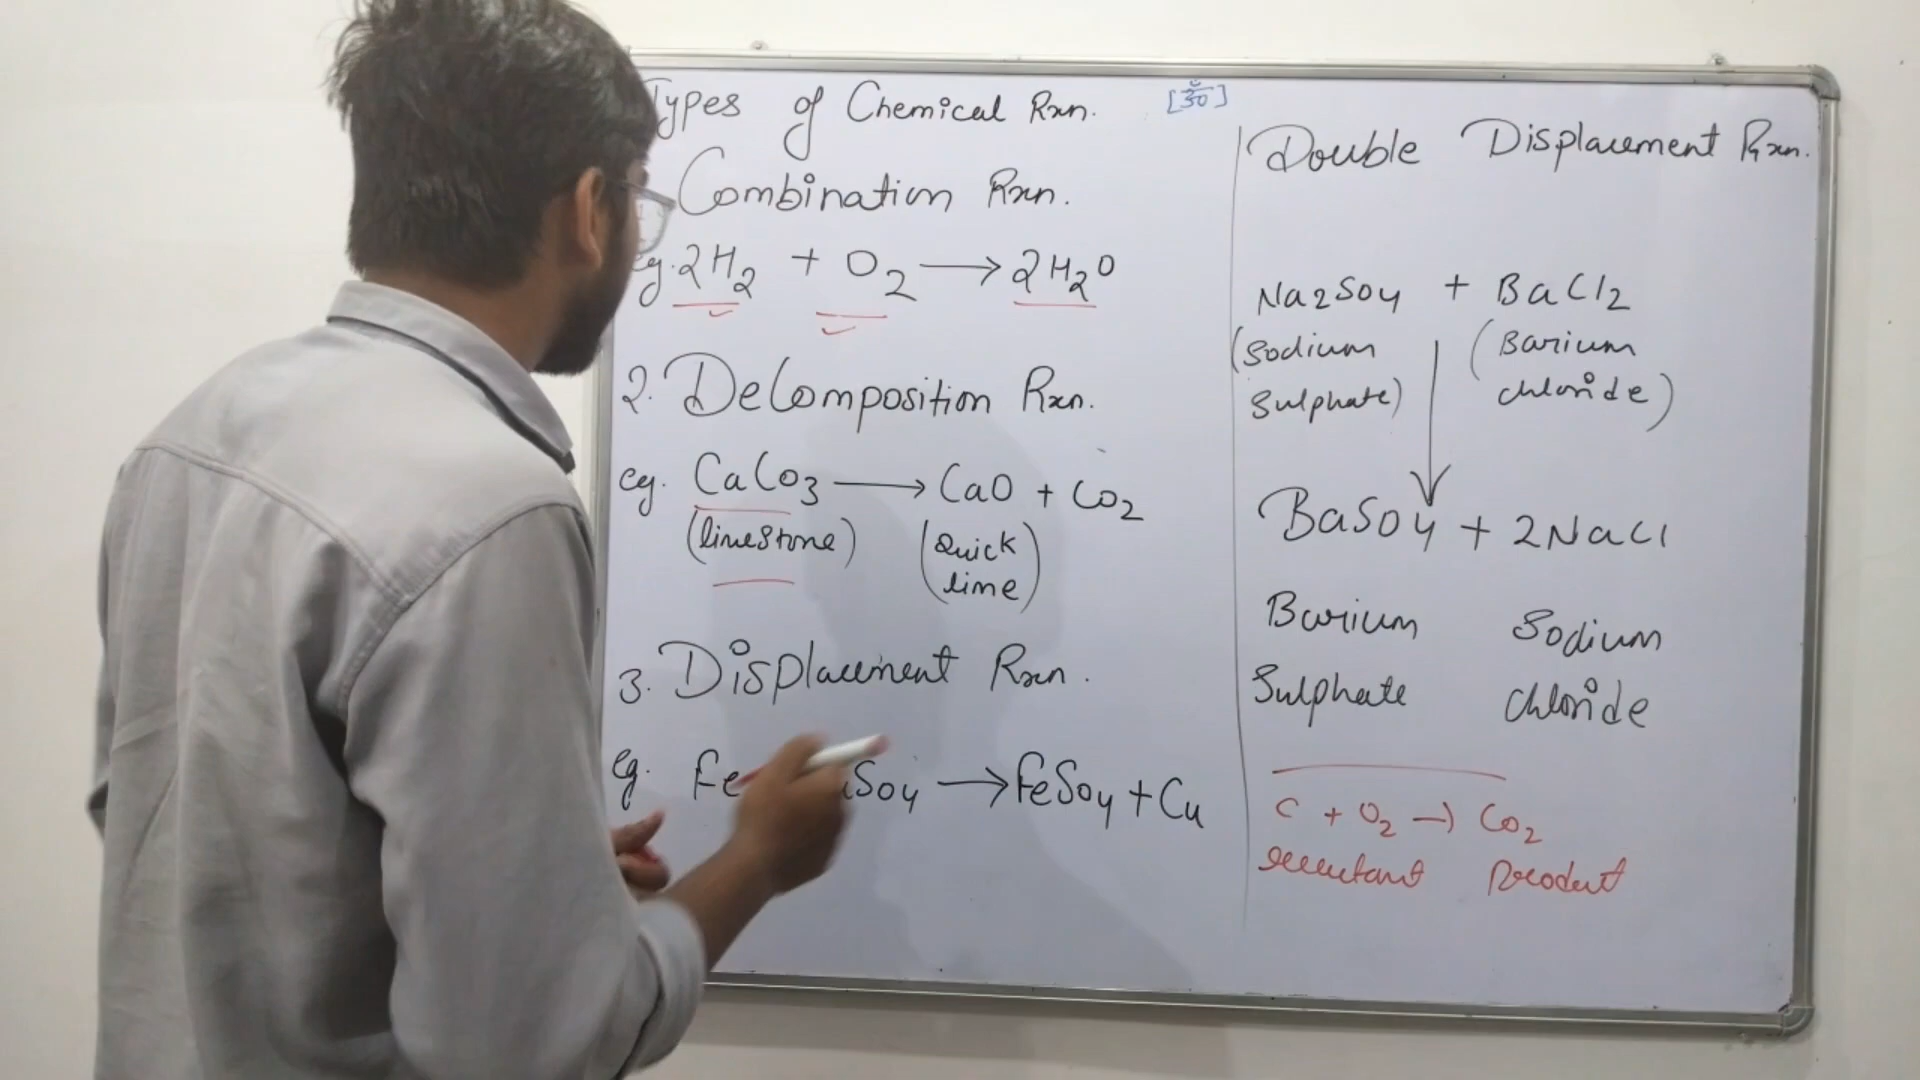 Types of Chemical Rxn.
Combination Rxn.
eg. 2H2 + O2 → 2H2O
2. Decomposition Rxn.
eg. CaCo3 → CaO + Co2
(limestone) (Quick
lime)
3. Displacement Rxn.
eg. Fe So4 → FeSo4 + Cu
Double Displacement Rxn.
Na2So4 + BaCl2
(Sodium (Barium
Sulphate) chloride)
BaSO4 + 2NaCl
Barium Sodium
Sulphate Chloride
C + O2 → Co2
reactant Product